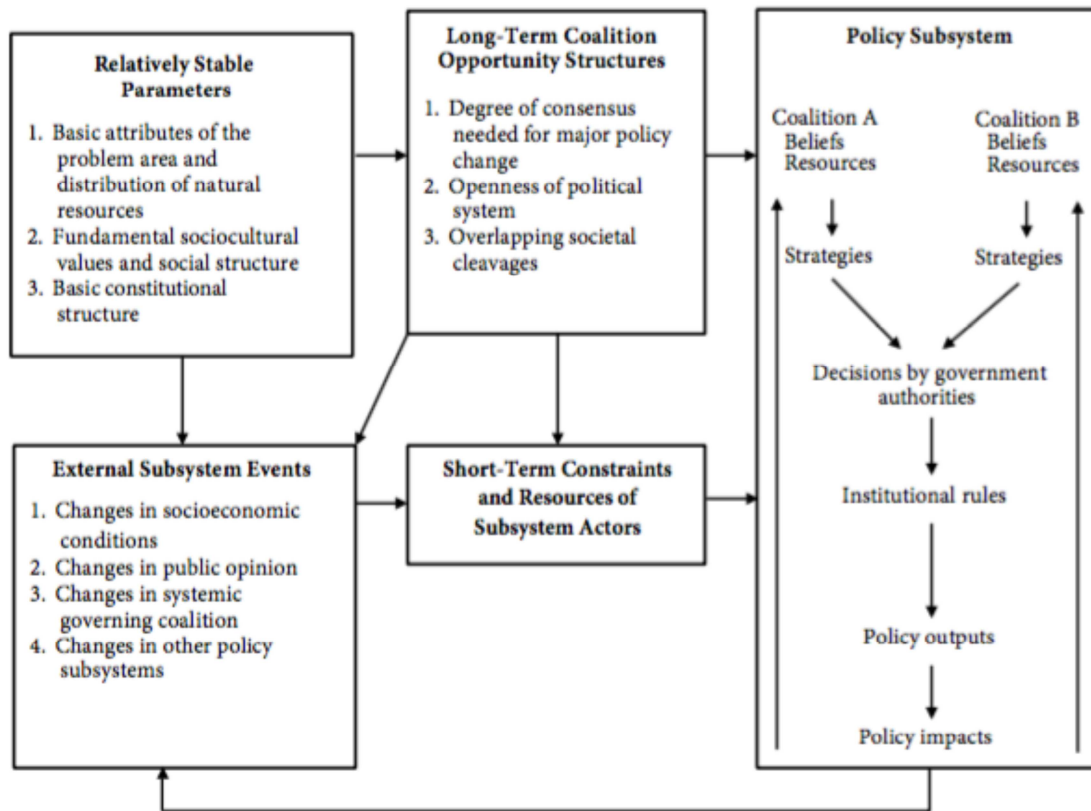 Relatively Stable
Parameters
1. Basic attributes of the
problem area and
distribution of natural
resources
2. Fundamental sociocultural
values and social structure
3. Basic constitutional
structure
Long-Term Coalition
Opportunity Structures
1. Degree of consensus
needed for major policy
change
2. Openness of political
system
3. Overlapping societal
cleavages
Policy Subsystem
Coalition A
Beliefs
Resources
Coalition B
Beliefs
Resources
Strategies
Strategies
Decisions by government
authorities
Institutional rules
Policy outputs
Policy impacts
External Subsystem Events
1. Changes in socioeconomic
conditions
2. Changes in public opinion
3. Changes in systemic
governing coalition
4. Changes in other policy
subsystems
Short-Term Constraints
and Resources of
Subsystem Actors